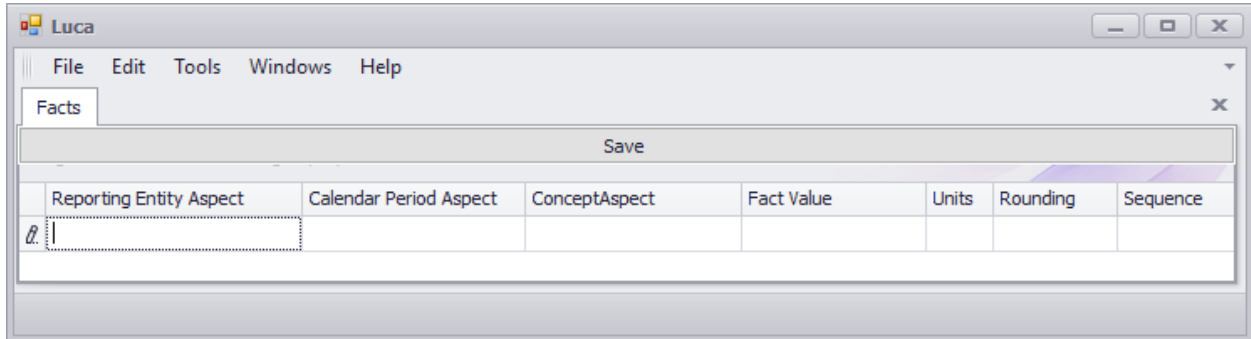 Luca
File Edit Tools Windows Help
Facts
Save
Reporting Entity Aspect Calendar Period Aspect ConceptAspect Fact Value Units Rounding Sequence